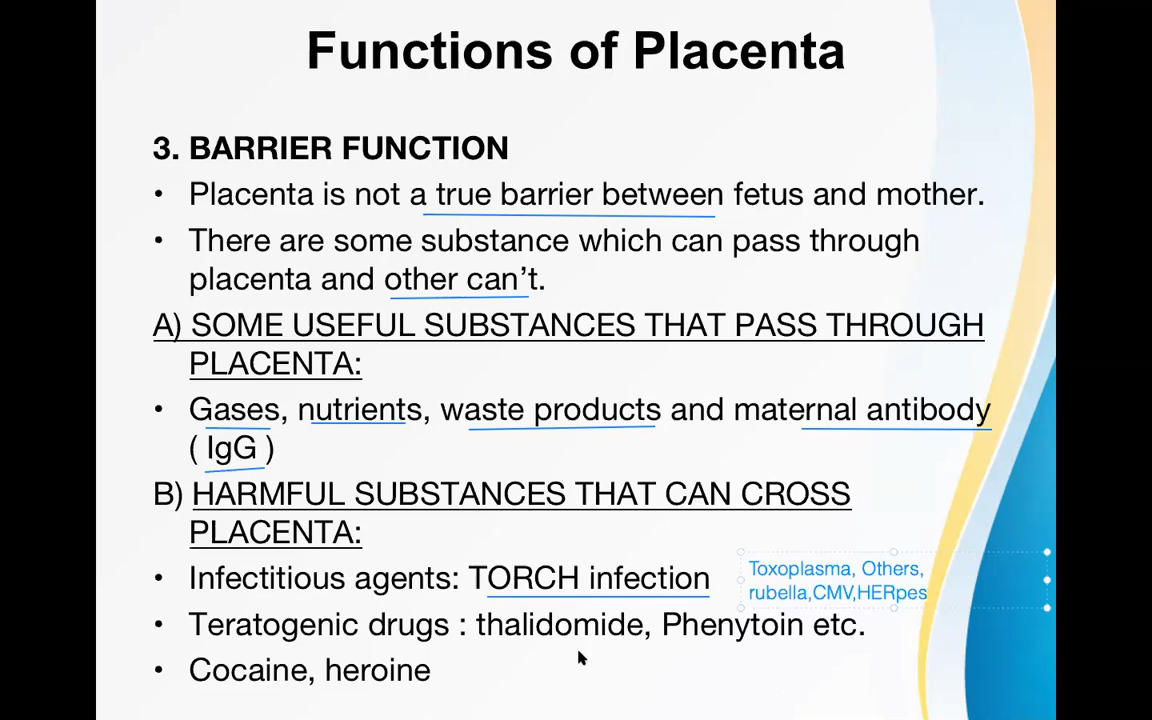 Functions of Placenta
3. BARRIER FUNCTION
• Placenta is not a true barrier between fetus and mother.
• There are some substance which can pass through
placenta and other can’t.
A) SOME USEFUL SUBSTANCES THAT PASS THROUGH
PLACENTA:
• Gases, nutrients, waste products and maternal antibody
( IgG )
B) HARMFUL SUBSTANCES THAT CAN CROSS
PLACENTA:
• Infectitious agents: TORCH infection
Toxoplasma, Others,
rubella,CMV,HERpes
• Teratogenic drugs : thalidomide, Phenytoin etc.
• Cocaine, heroine